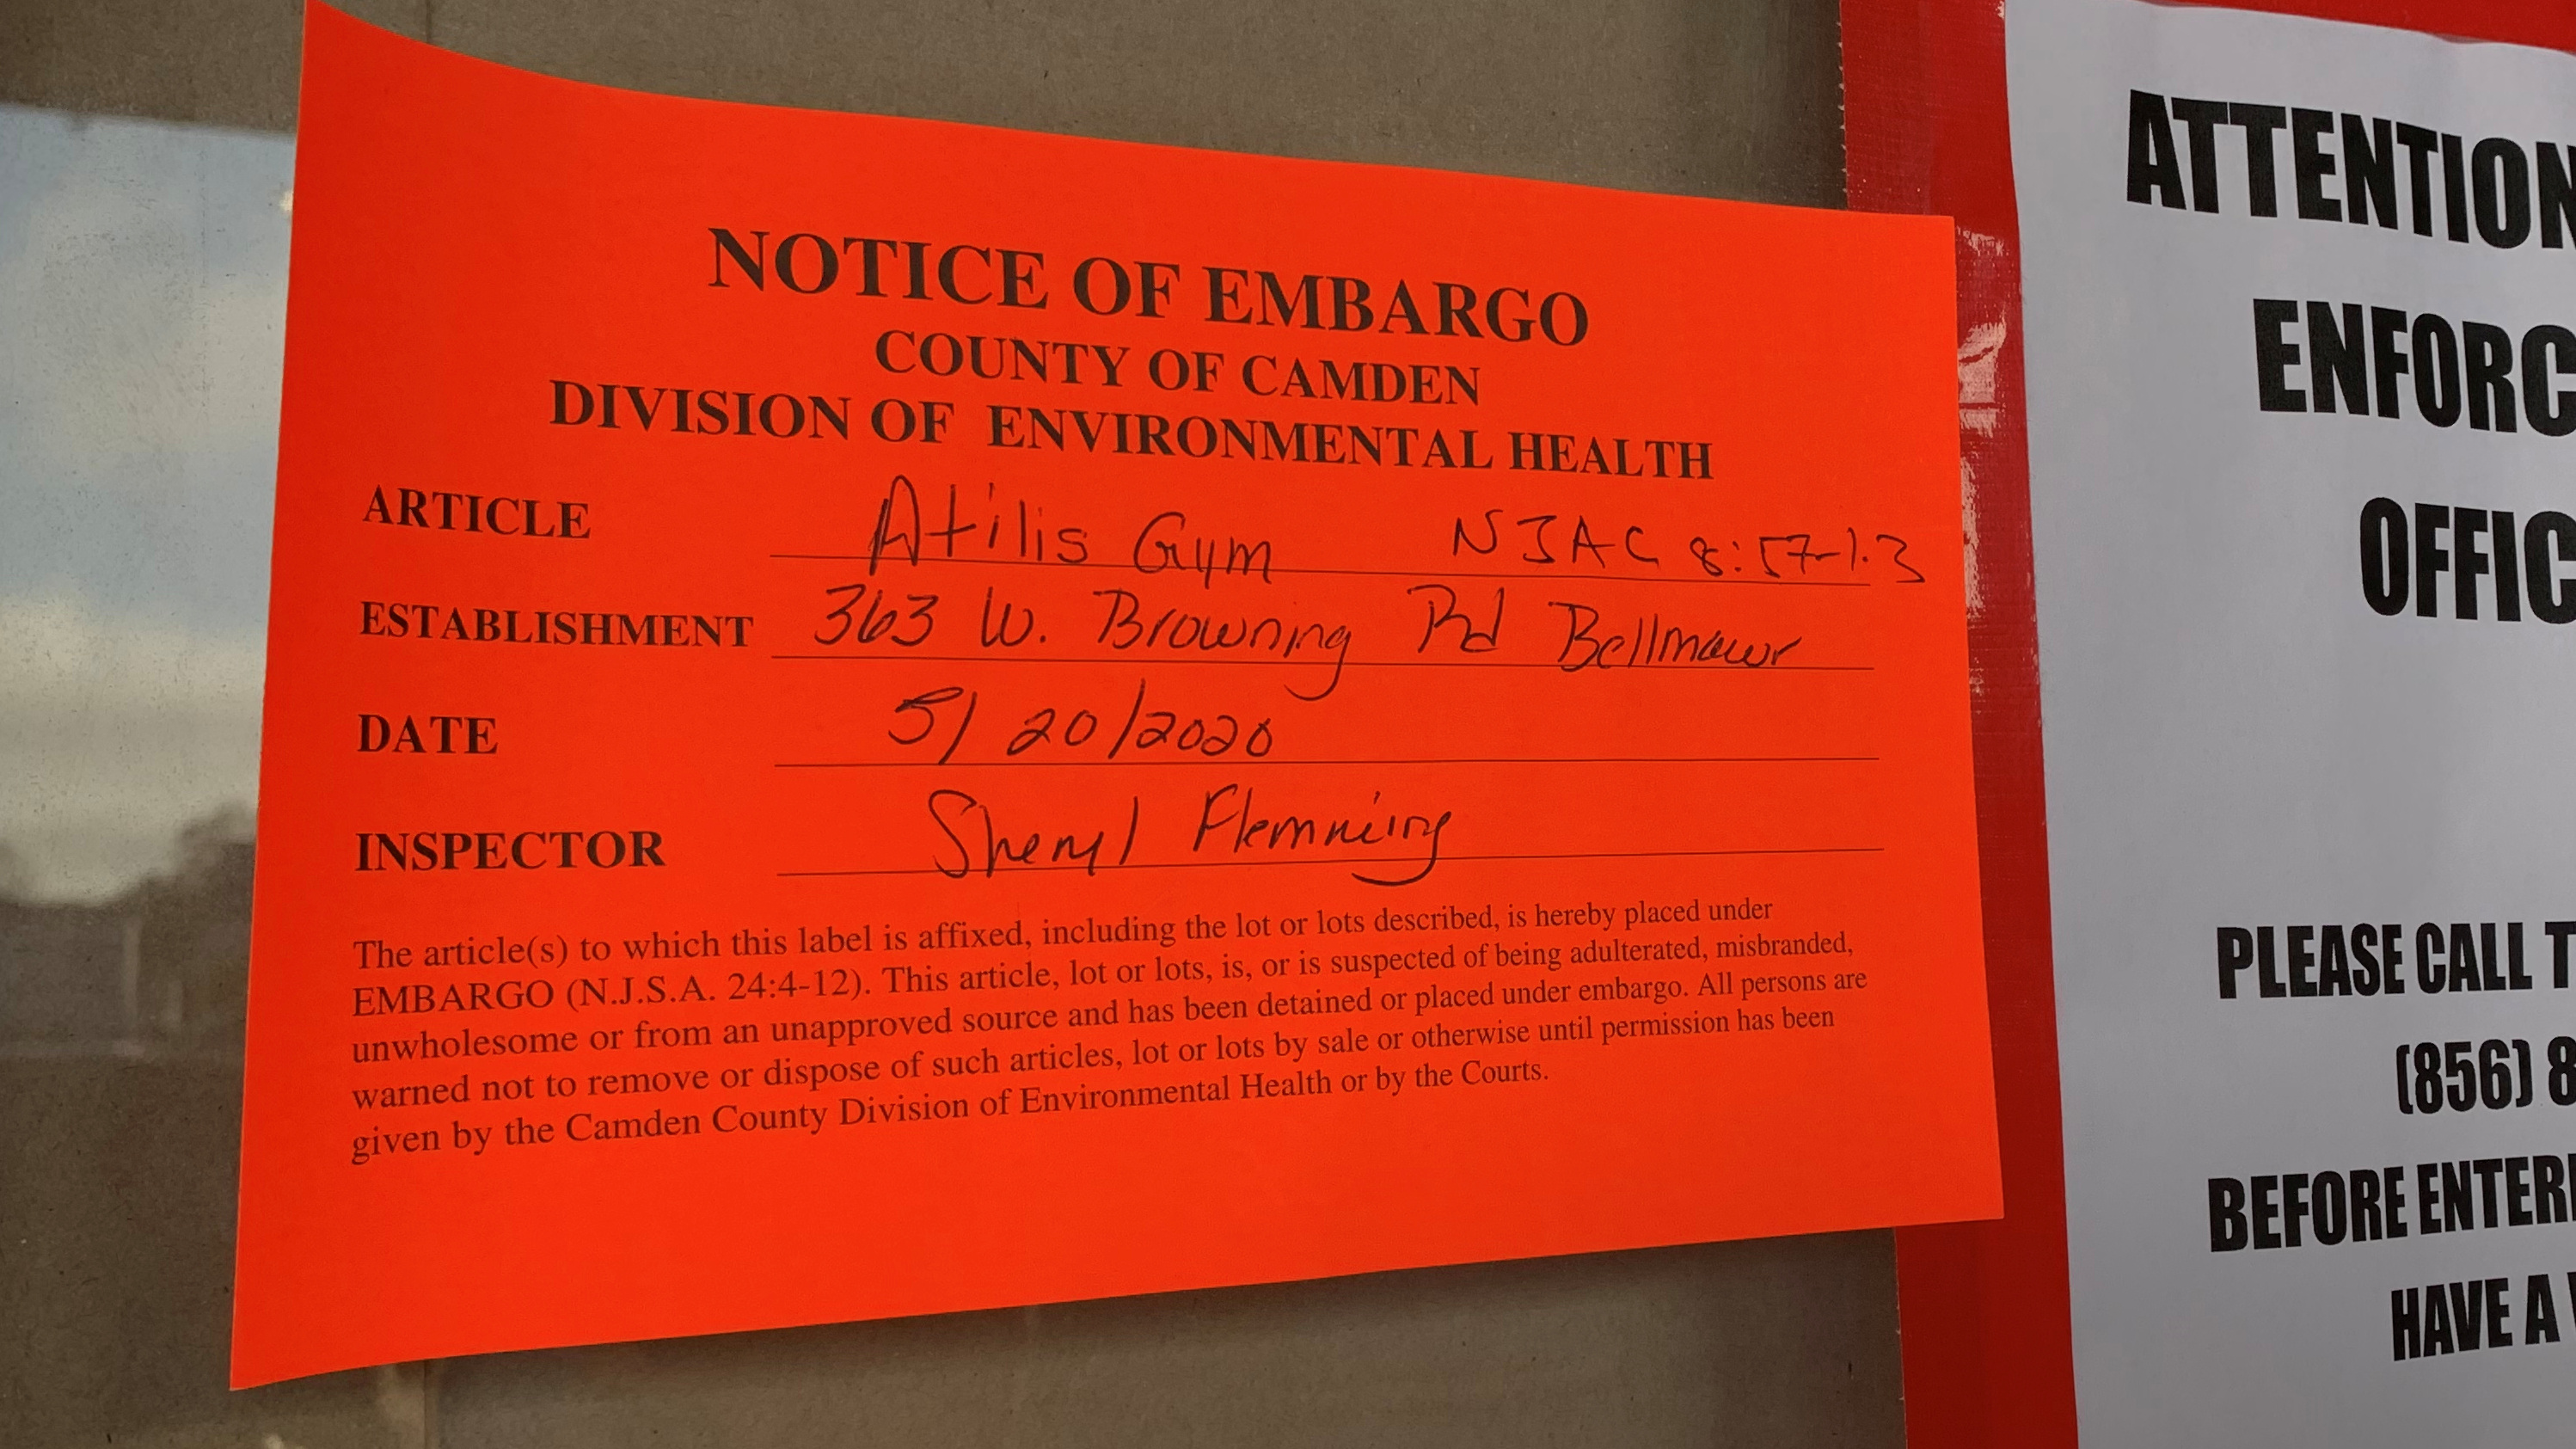 NOTICE OF EMBARGO
COUNTY OF CAMDEN
DIVISION OF ENVIRONMENTAL HEALTH
ARTICLE Atilis Gym NJAC 8:57-1.3
ESTABLISHMENT 363 W. Browning Rd Bellmawr
DATE 5/20/2020
INSPECTOR Sheryl Flemming
The article(s) to which this label is affixed, including the lot or lots described, is hereby placed under
EMBARGO (N.J.S.A. 24:4-12). This article, lot or lots, is, or is suspected of being adulterated, misbranded,
unwholesome or from an unapproved source and has been detained or placed under embargo. All persons are
warned not to remove or dispose of such articles, lot or lots by sale or otherwise until permission has been
given by the Camden County Division of Environmental Health or by the Courts.
ATTENTION
ENFORC
OFFIC
PLEASE CALL T
(856) 8
BEFORE ENTERI
HAVE A